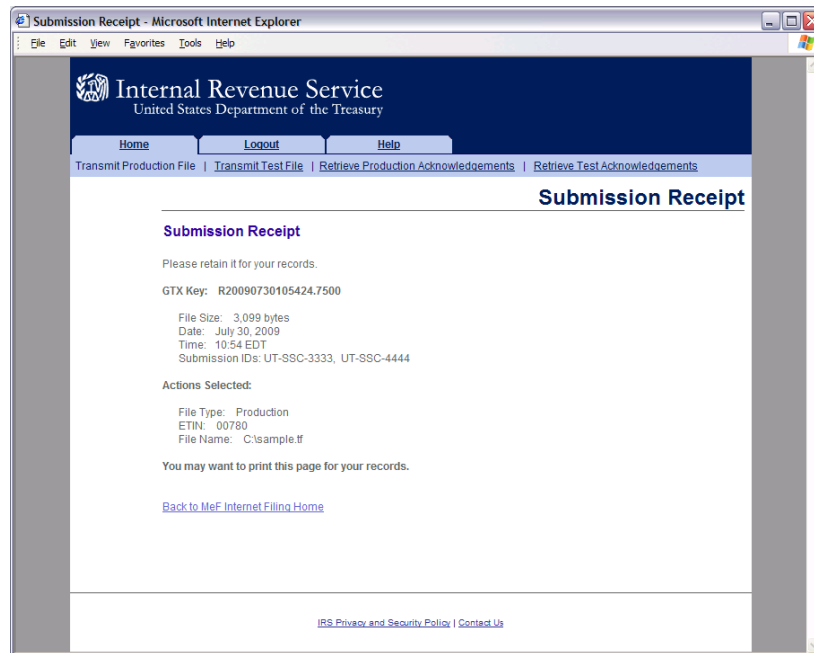 Submission Receipt - Microsoft Internet Explorer
File Edit View Favorites Tools Help
Internal Revenue Service
United States Department of the Treasury
Home Logout Help
Transmit Production File | Transmit Test File | Retrieve Production Acknowledgements | Retrieve Test Acknowledgements
Submission Receipt
Submission Receipt
Please retain it for your records.
GTX Key: R20090730105424.7500
File Size: 3,099 bytes
Date: July 30, 2009
Time: 10:54 EDT
Submission IDs: UT-SSC-3333, UT-SSC-4444
Actions Selected:
File Type: Production
ETIN: 00780
File Name: C:\sample.tf
You may want to print this page for your records.
Back to MeF Internet Filing Home
IRS Privacy and Security Policy | Contact Us